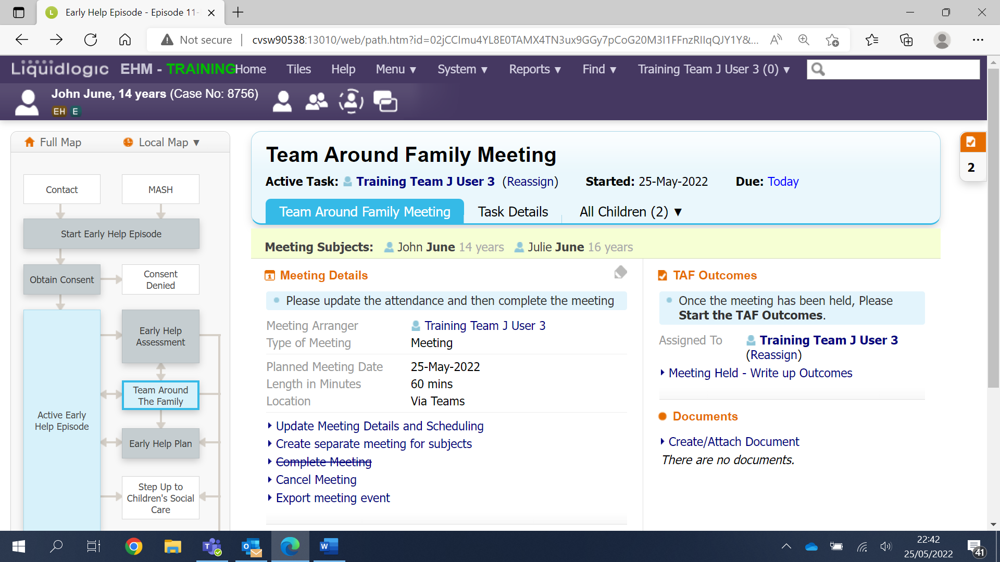 Early Help Episode - Episode 11-
Not secure
cvsw90538:13010/web/path.htm?id=02jCClmu4YL8E0TAMX4TN3ux9GGy7pCoG20M3I1FFnzRIIqQJY1Y&...
Liquidlogic EHM - TRAINING Home Tiles Help Menu ▼ System ▼ Reports ▼ Find ▼ Training Team J User 3 (0) ▼
John June, 14 years (Case No: 8756)
EH E
Full Map Local Map ▼
Contact
MASH
Start Early Help Episode
Obtain Consent
Consent
Denied
Early Help
Assessment
Team Around
The Family
Active Early
Help Episode
Early Help Plan
Step Up to
Children's Social
Care
Team Around Family Meeting
Active Task: Training Team J User 3 (Reassign) Started: 25-May-2022 Due: Today
Team Around Family Meeting Task Details All Children (2) ▼
2
Meeting Subjects: John June 14 years Julie June 16 years
Meeting Details
Please update the attendance and then complete the meeting
Meeting Arranger Training Team J User 3
Type of Meeting Meeting
Planned Meeting Date 25-May-2022
Length in Minutes 60 mins
Location Via Teams
Update Meeting Details and Scheduling
Create separate meeting for subjects
Complete Meeting
Cancel Meeting
Export meeting event
TAF Outcomes
Once the meeting has been held, Please
Start the TAF Outcomes.
Assigned To Training Team J User 3
(Reassign)
Meeting Held - Write up Outcomes
Documents
Create/Attach Document
There are no documents.
22:42
25/05/2022
41